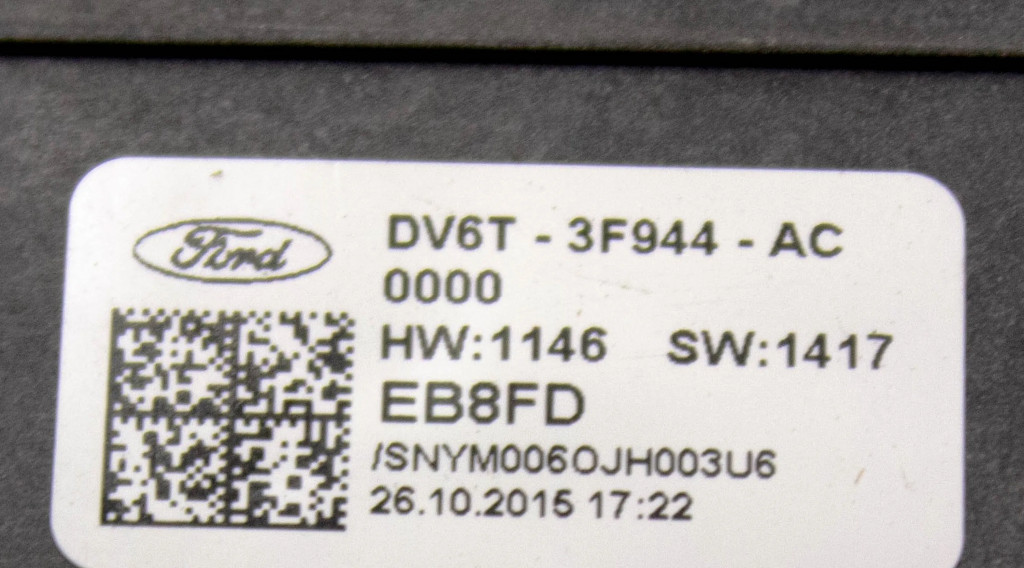 Ford
DV6T - 3F944 - AC
0000
HW:1146 SW:1417
EB8FD
/SNYM006OJH003U6
26.10.2015 17:22